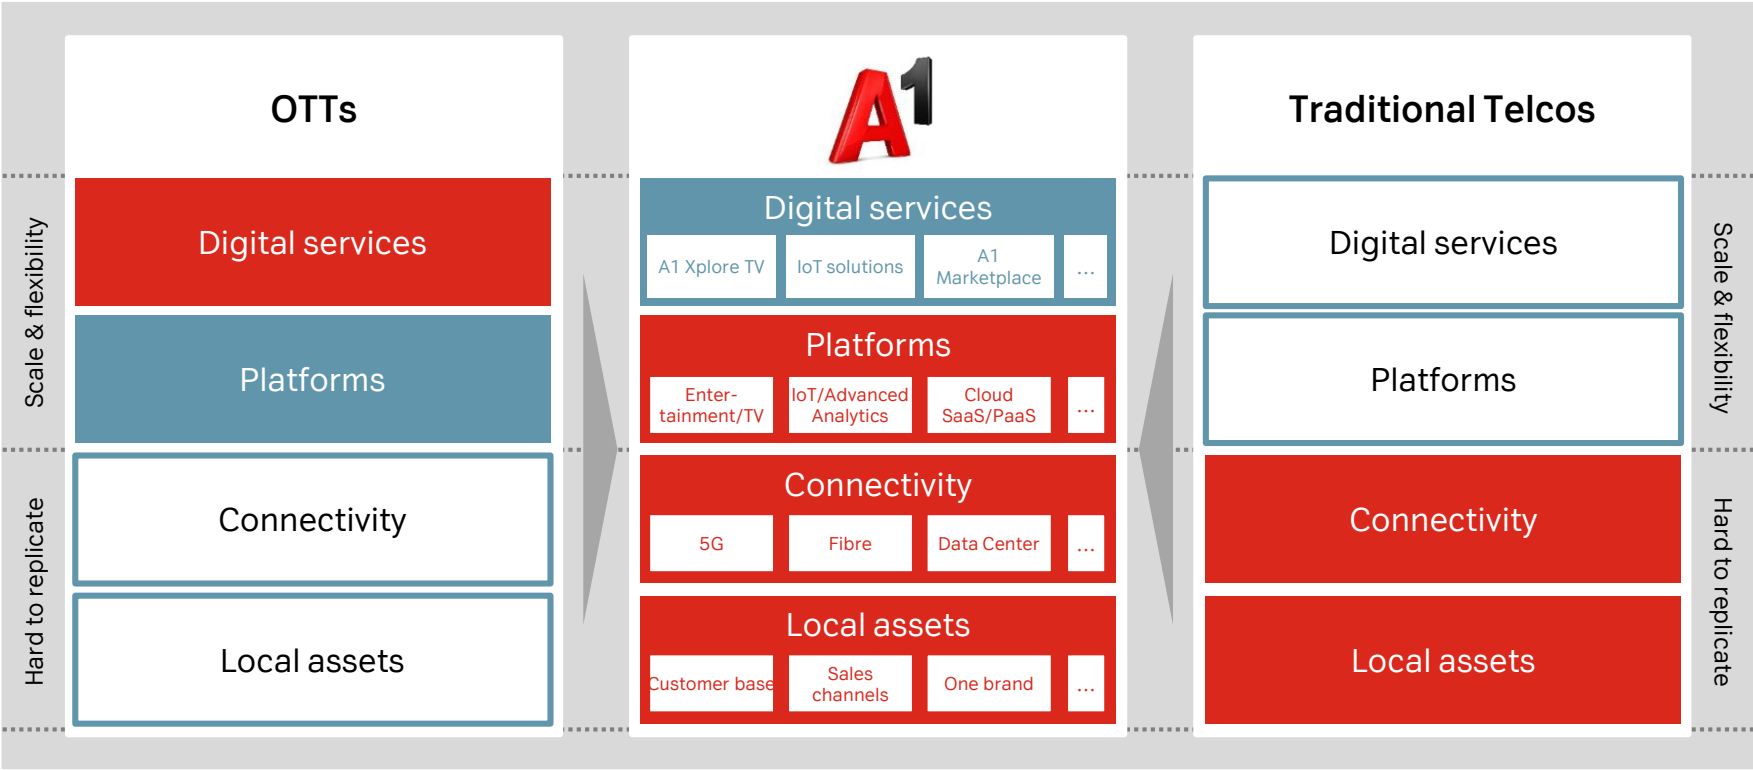 OTTs
A1
Traditional Telcos
Scale & flexibility
Hard to replicate
Digital services
Platforms
Connectivity
Local assets
Digital services
A1 Xplore TV
IoT solutions
A1
Marketplace
...
Platforms
Enter-
tainment/TV
IoT/Advanced
Analytics
Cloud
SaaS/PaaS
...
Connectivity
5G
Fibre
Data Center
...
Local assets
Customer base
Sales
channels
One brand
...
Digital services
Platforms
Connectivity
Local assets
Scale & flexibility
Hard to replicate